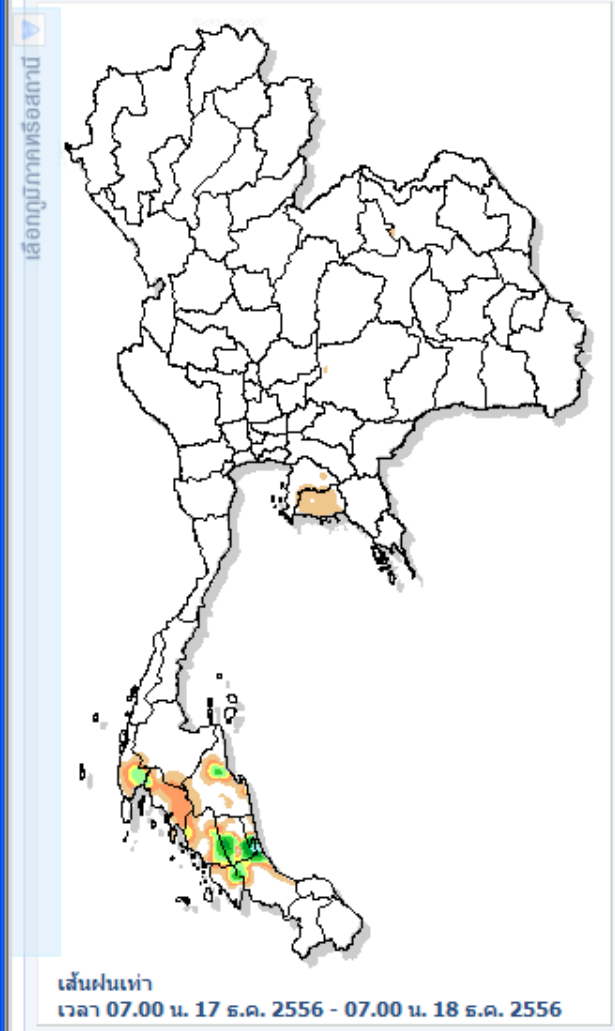 เลือกภูมิภาคหรือสถานี
เส้นฝนเท่า
เวลา 07.00 น. 17 ธ.ค. 2556 - 07.00 น. 18 ธ.ค. 2556